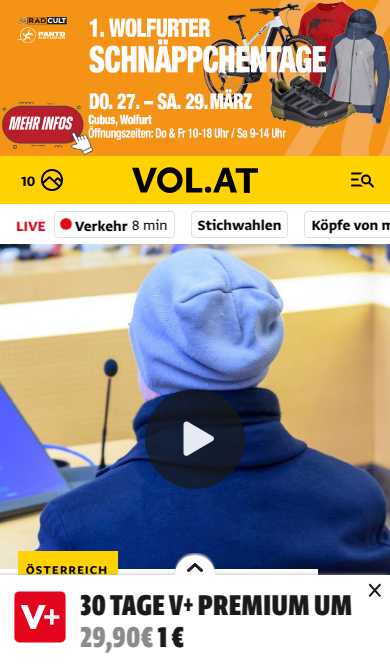 RADCULT
PANTO
1. WOLFURTER
SCHNÄPPCHENTAGE
DO. 27. – SA. 29. MÄRZ
MEHR INFOS
Cubus, Wolfurt
Öffnungszeiten: Do & Fr 10-18 Uhr / Sa 9-14 Uhr
10
VOL.AT
LIVE
Verkehr 8 min
Stichwahlen
Köpfe von m
ÖSTERREICH
V+
30 TAGE V+ PREMIUM UM
29,90€ 1 €